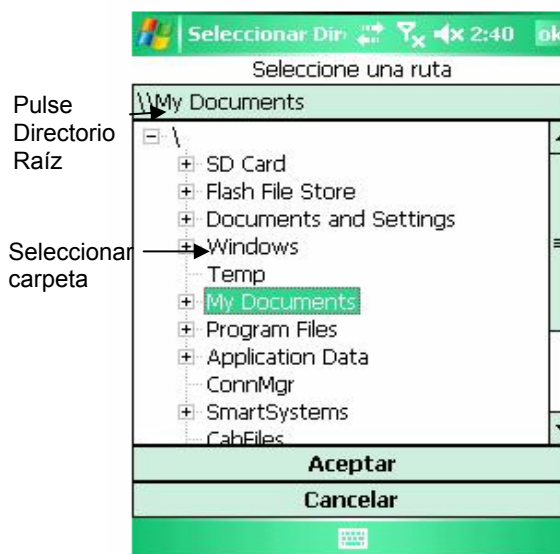 Seleccionar Dir 2:40 ok
Seleccione una ruta
\\My Documents
Pulse
Directorio
Raíz
\
SD Card
Flash File Store
Documents and Settings
Seleccionar
carpeta
Windows
Temp
My Documents
Program Files
Application Data
ConnMgr
SmartSystems
CabFiles
Aceptar
Cancelar